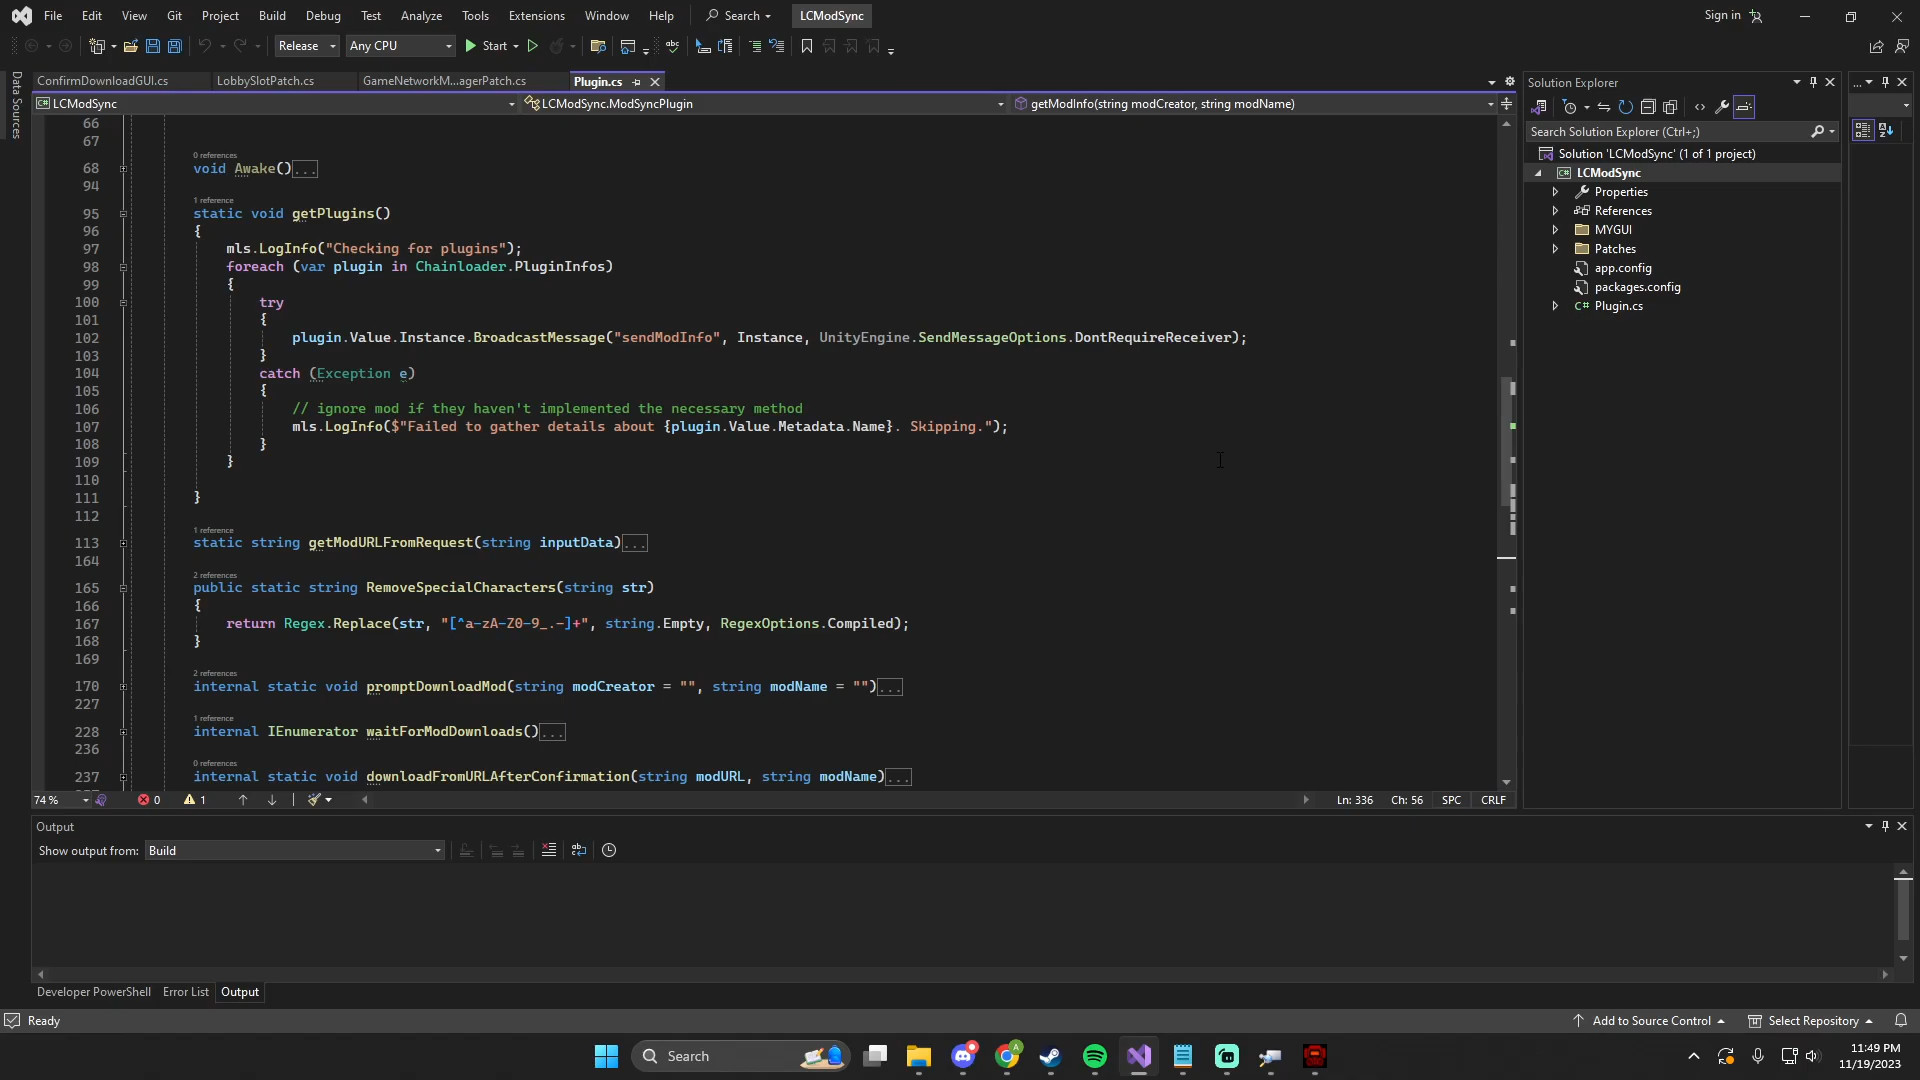 File Edit View Git Project Build Debug Test Analyze Tools Extensions Window Help Search LCModSync Sign in
Release Any CPU Start
ConfirmDownloadGUI.cs LobbySlotPatch.cs GameNetworkM...agerPatch.cs Plugin.cs
LCModSync LCModSync.ModSyncPlugin getModInfo(string modCreator, string modName)
Data Sources
66
67
0 references
68 void Awake()...
94
1 reference
95 static void getPlugins()
96 {
97 mls.LogInfo("Checking for plugins");
98 foreach (var plugin in Chainloader.PluginInfos)
99 {
100 try
101 {
102 plugin.Value.Instance.BroadcastMessage("sendModInfo", Instance, UnityEngine.SendMessageOptions.DontRequireReceiver);
103 }
104 catch (Exception e)
105 {
106 // ignore mod if they haven't implemented the necessary method
107 mls.LogInfo($"Failed to gather details about {plugin.Value.Metadata.Name}. Skipping.");
108 }
109 }
110
111 }
112
1 reference
113 static string getModURLFromRequest(string inputData)...
164
2 references
165 public static string RemoveSpecialCharacters(string str)
166 {
167 return Regex.Replace(str, "[^a-zA-Z0-9_.-]+", string.Empty, RegexOptions.Compiled);
168 }
169
2 references
170 internal static void promptDownloadMod(string modCreator = "", string modName = "")...
227
1 reference
228 internal IEnumerator waitForModDownloads()...
236
0 references
237 internal static void downloadFromURLAfterConfirmation(string modURL, string modName)...
74 % 0 1 Ln: 336 Ch: 56 SPC CRLF
Solution Explorer
Search Solution Explorer (Ctrl+;)
Solution 'LCModSync' (1 of 1 project)
C# LCModSync
Properties
References
MYGUI
Patches
app.config
packages.config
C# Plugin.cs
Output
Show output from: Build
Developer PowerShell Error List Output
Ready Add to Source Control Select Repository
Search
11:49 PM
11/19/2023